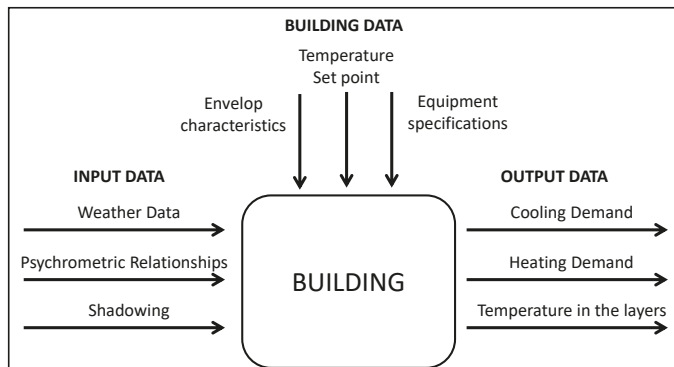 BUILDING DATA
Temperature
Set point
Envelop
characteristics
Equipment
specifications
INPUT DATA
OUTPUT DATA
Weather Data
Cooling Demand
Psychrometric Relationships
Heating Demand
BUILDING
Shadowing
Temperature in the layers